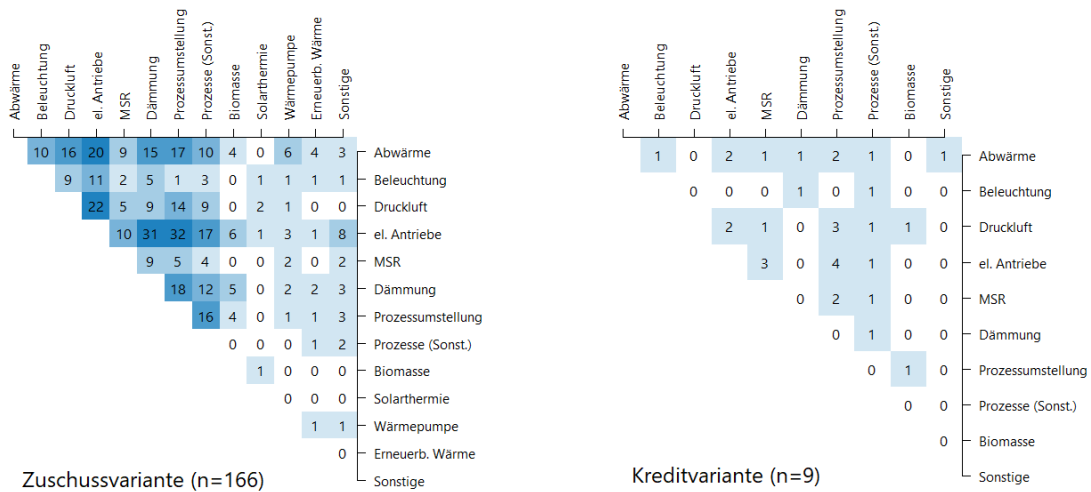 Abwärme Beleuchtung Druckluft el. Antriebe MSR Dämmung Prozessumstellung Prozesse (Sonst.) Biomasse Solarthermie Wärmepumpe Erneuerb. Wärme Sonstige
10 16 20 9 15 17 10 4 0 6 4 3 Abwärme
9 11 2 5 1 3 0 1 1 1 1 Beleuchtung
22 5 9 14 9 0 2 1 0 0 Druckluft
10 31 32 17 6 1 3 1 8 el. Antriebe
9 5 4 0 0 2 0 2 MSR
18 12 5 0 2 2 3 Dämmung
16 4 0 1 1 3 Prozessumstellung
0 0 0 1 2 Prozesse (Sonst.)
1 0 0 0 Biomasse
0 0 0 Solarthermie
1 1 Wärmepumpe
0 Erneuerb. Wärme
Sonstige
Zuschussvariante (n=166)
Abwärme Beleuchtung Druckluft el. Antriebe MSR Dämmung Prozessumstellung Prozesse (Sonst.) Biomasse Sonstige
1 0 2 1 1 2 1 0 1 Abwärme
0 0 0 1 0 1 0 0 Beleuchtung
2 1 0 3 1 1 0 Druckluft
3 0 4 1 0 0 el. Antriebe
0 2 1 0 0 MSR
0 1 0 0 Dämmung
0 1 0 Prozessumstellung
0 0 Prozesse (Sonst.)
0 Biomasse
Sonstige
Kreditvariante (n=9)